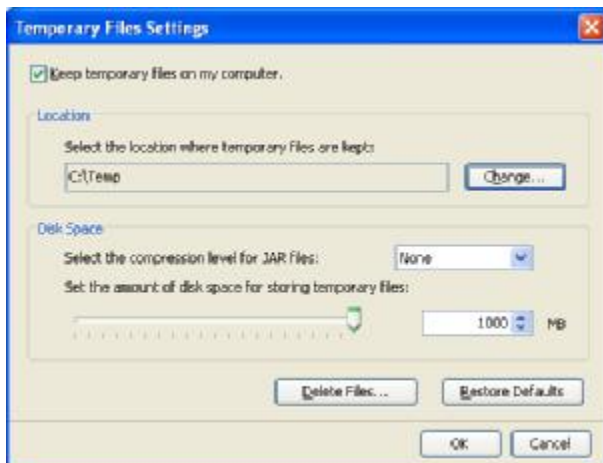 Temporary Files Settings
Keep temporary files on my computer.
Location
Select the location where temporary files are kept:
C:\Temp
Change...
Disk Space
Select the compression level for JAR files:
None
Set the amount of disk space for storing temporary files:
1000
MB
Delete Files...
Restore Defaults
OK
Cancel